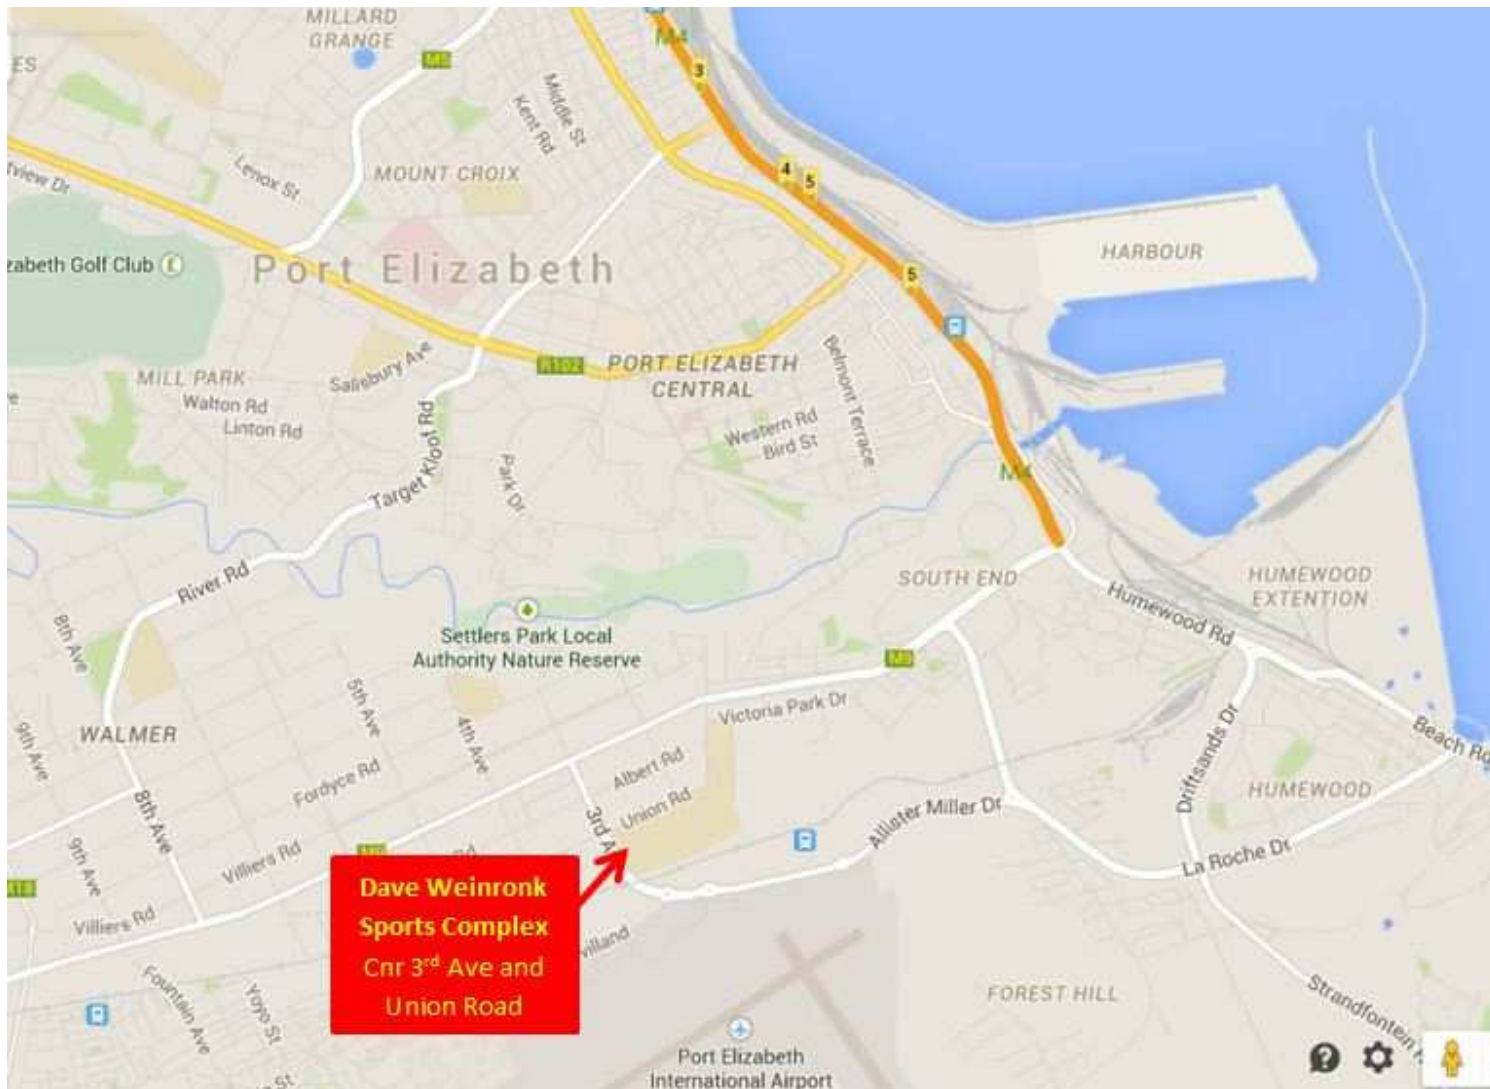 MILLARD
GRANGE
ES
M4
3
Middle St
Kent Rd
MOUNT CROIX
Lenox St
4
5
HARBOUR
zabeth Golf Club
Port Elizabeth
5
Belmont Terrace
R102
PORT ELIZABETH
CENTRAL
MILL PARK
Salisbury Ave
Walton Rd
Linton Rd
Western Rd
Bird St
Target Kloof Rd
Park Dr
M4
River Rd
SOUTH END
HUMEWOOD
EXTENTION
Humewood Rd
8th Ave
Settlers Park Local
Authority Nature Reserve
5th Ave
4th Ave
Victoria Park Dr
WALMER
9th Ave
Beach Rd
Driftsands Dr
Albert Rd
Fordyce Rd
Union Rd
HUMEWOOD
8th Ave
3rd A
Allister Miller Dr
9th Ave
Villiers Rd
Rd
La Roche Dr
Villiers Rd
Dave Weinronk
Sports Complex
Cnr 3rd Ave and
Union Road
villand
Fountain Ave
Yoyo St
FOREST HILL
Strandfontein
Port Elizabeth
International Airport
St